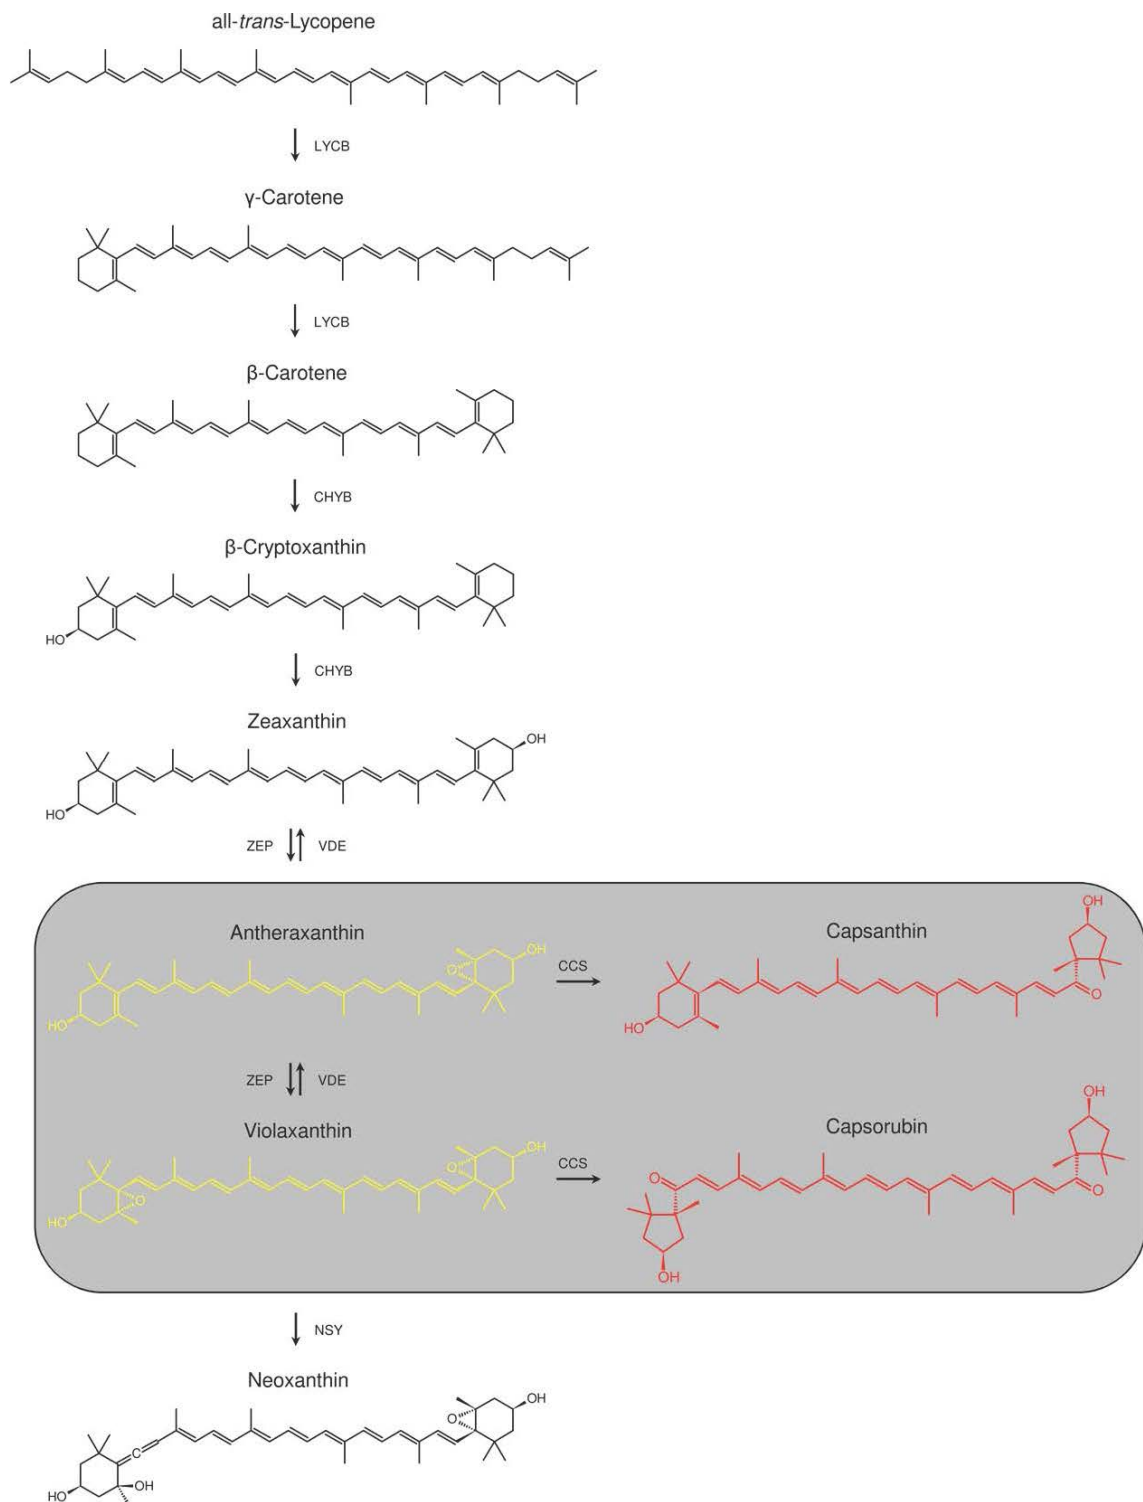 all-trans-Lycopene
LYCB
γ-Carotene
LYCB
β-Carotene
CHYB
β-Cryptoxanthin
HO
CHYB
Zeaxanthin
OH
HO
ZEP VDE
OH
Antheraxanthin Capsanthin
OH
O
CCS
O
HO HO
ZEP VDE
OH
Violaxanthin Capsorubin
OH
O
CCS
O O
O
HO
OH
NSY
Neoxanthin
OH
O
C
OH
HO